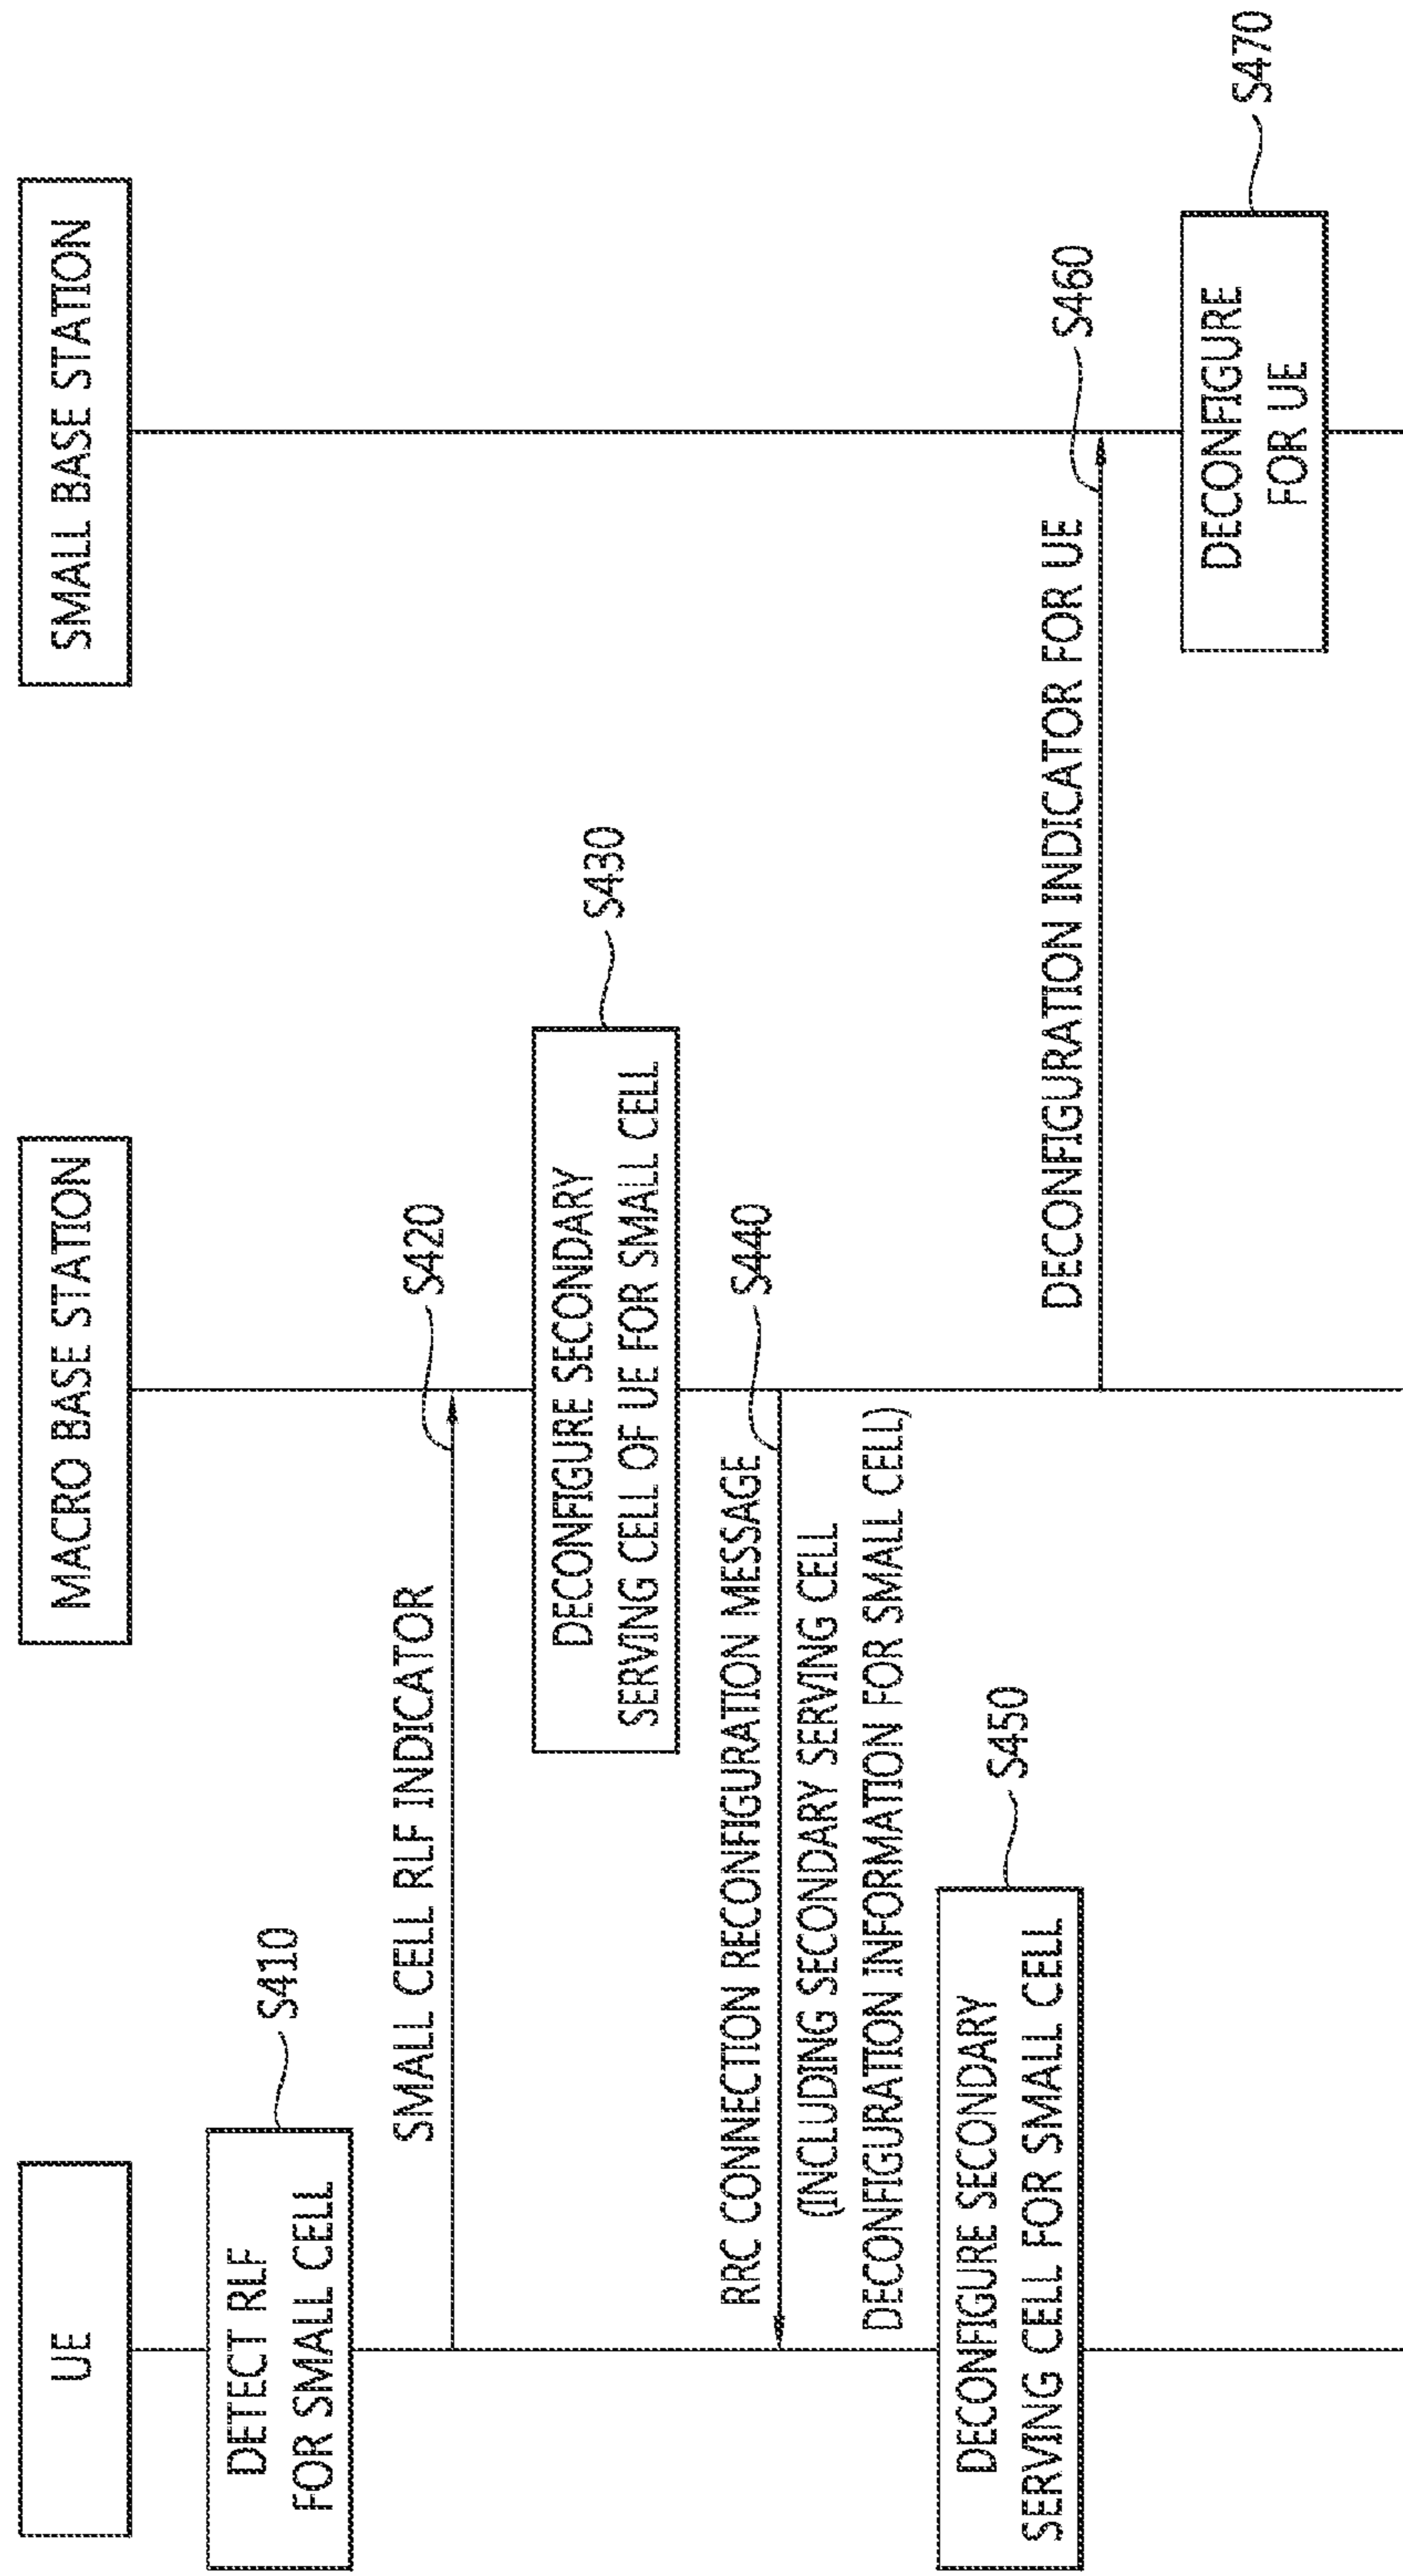 UE
MACRO BASE STATION
SMALL BASE STATION
DETECT RLF
FOR SMALL CELL
S410
SMALL CELL RLF INDICATOR
S420
DECONFIGURE SECONDARY
SERVING CELL OF UE FOR SMALL CELL
S430
RRC CONNECTION RECONFIGURATION MESSAGE
S440
(INCLUDING SECONDARY SERVING CELL
DECONFIGURATION INFORMATION FOR SMALL CELL)
DECONFIGURE SECONDARY
SERVING CELL FOR SMALL CELL
S450
DECONFIGURATION INDICATOR FOR UE
S460
DECONFIGURE
FOR UE
S470